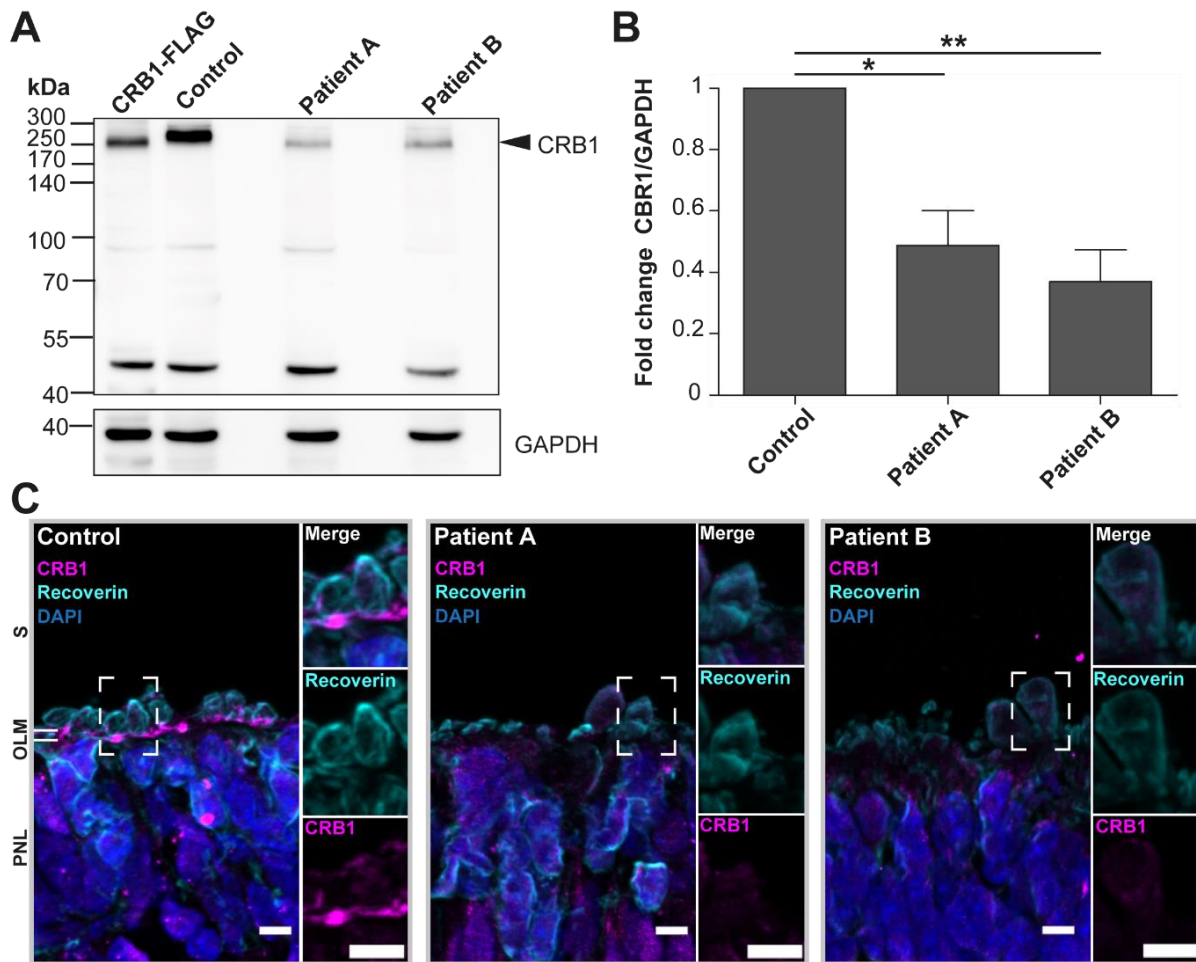 A
kDa
CRB1-FLAG
Control
Patient A
Patient B
300
250
170
140
100
70
55
40
CRB1
40
GAPDH
B
**
*
Fold change CBR1/GAPDH
1
0.8
0.6
0.4
0.2
0
Control
Patient A
Patient B
C
S
OLM
PNL
Control
CRB1
Recoverin
DAPI
Merge
Recoverin
CRB1
Patient A
CRB1
Recoverin
DAPI
Merge
Recoverin
CRB1
Patient B
CRB1
Recoverin
DAPI
Merge
Recoverin
CRB1